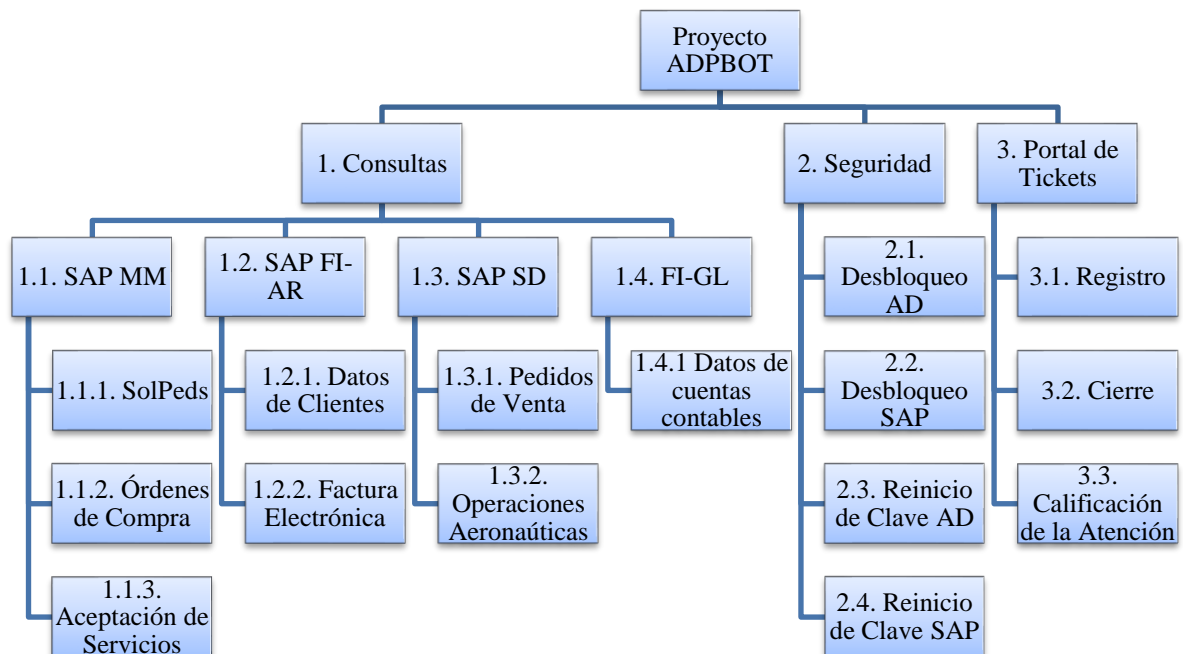 Proyecto
ADPBOT
1. Consultas
2. Seguridad
3. Portal de
Tickets
1.1. SAP MM
1.2. SAP FI-
AR
1.3. SAP SD
1.4. FI-GL
2.1.
Desbloqueo
AD
3.1. Registro
1.1.1. SolPeds
1.2.1. Datos
de Clientes
1.3.1. Pedidos
de Venta
1.4.1 Datos de
cuentas
contables
2.2.
Desbloqueo
SAP
3.2. Cierre
1.1.2. Órdenes
de Compra
1.2.2. Factura
Electrónica
1.3.2.
Operaciones
Aeronaúticas
2.3. Reinicio
de Clave AD
3.3.
Calificación
de la Atención
1.1.3.
Aceptación de
Servicios
2.4. Reinicio
de Clave SAP